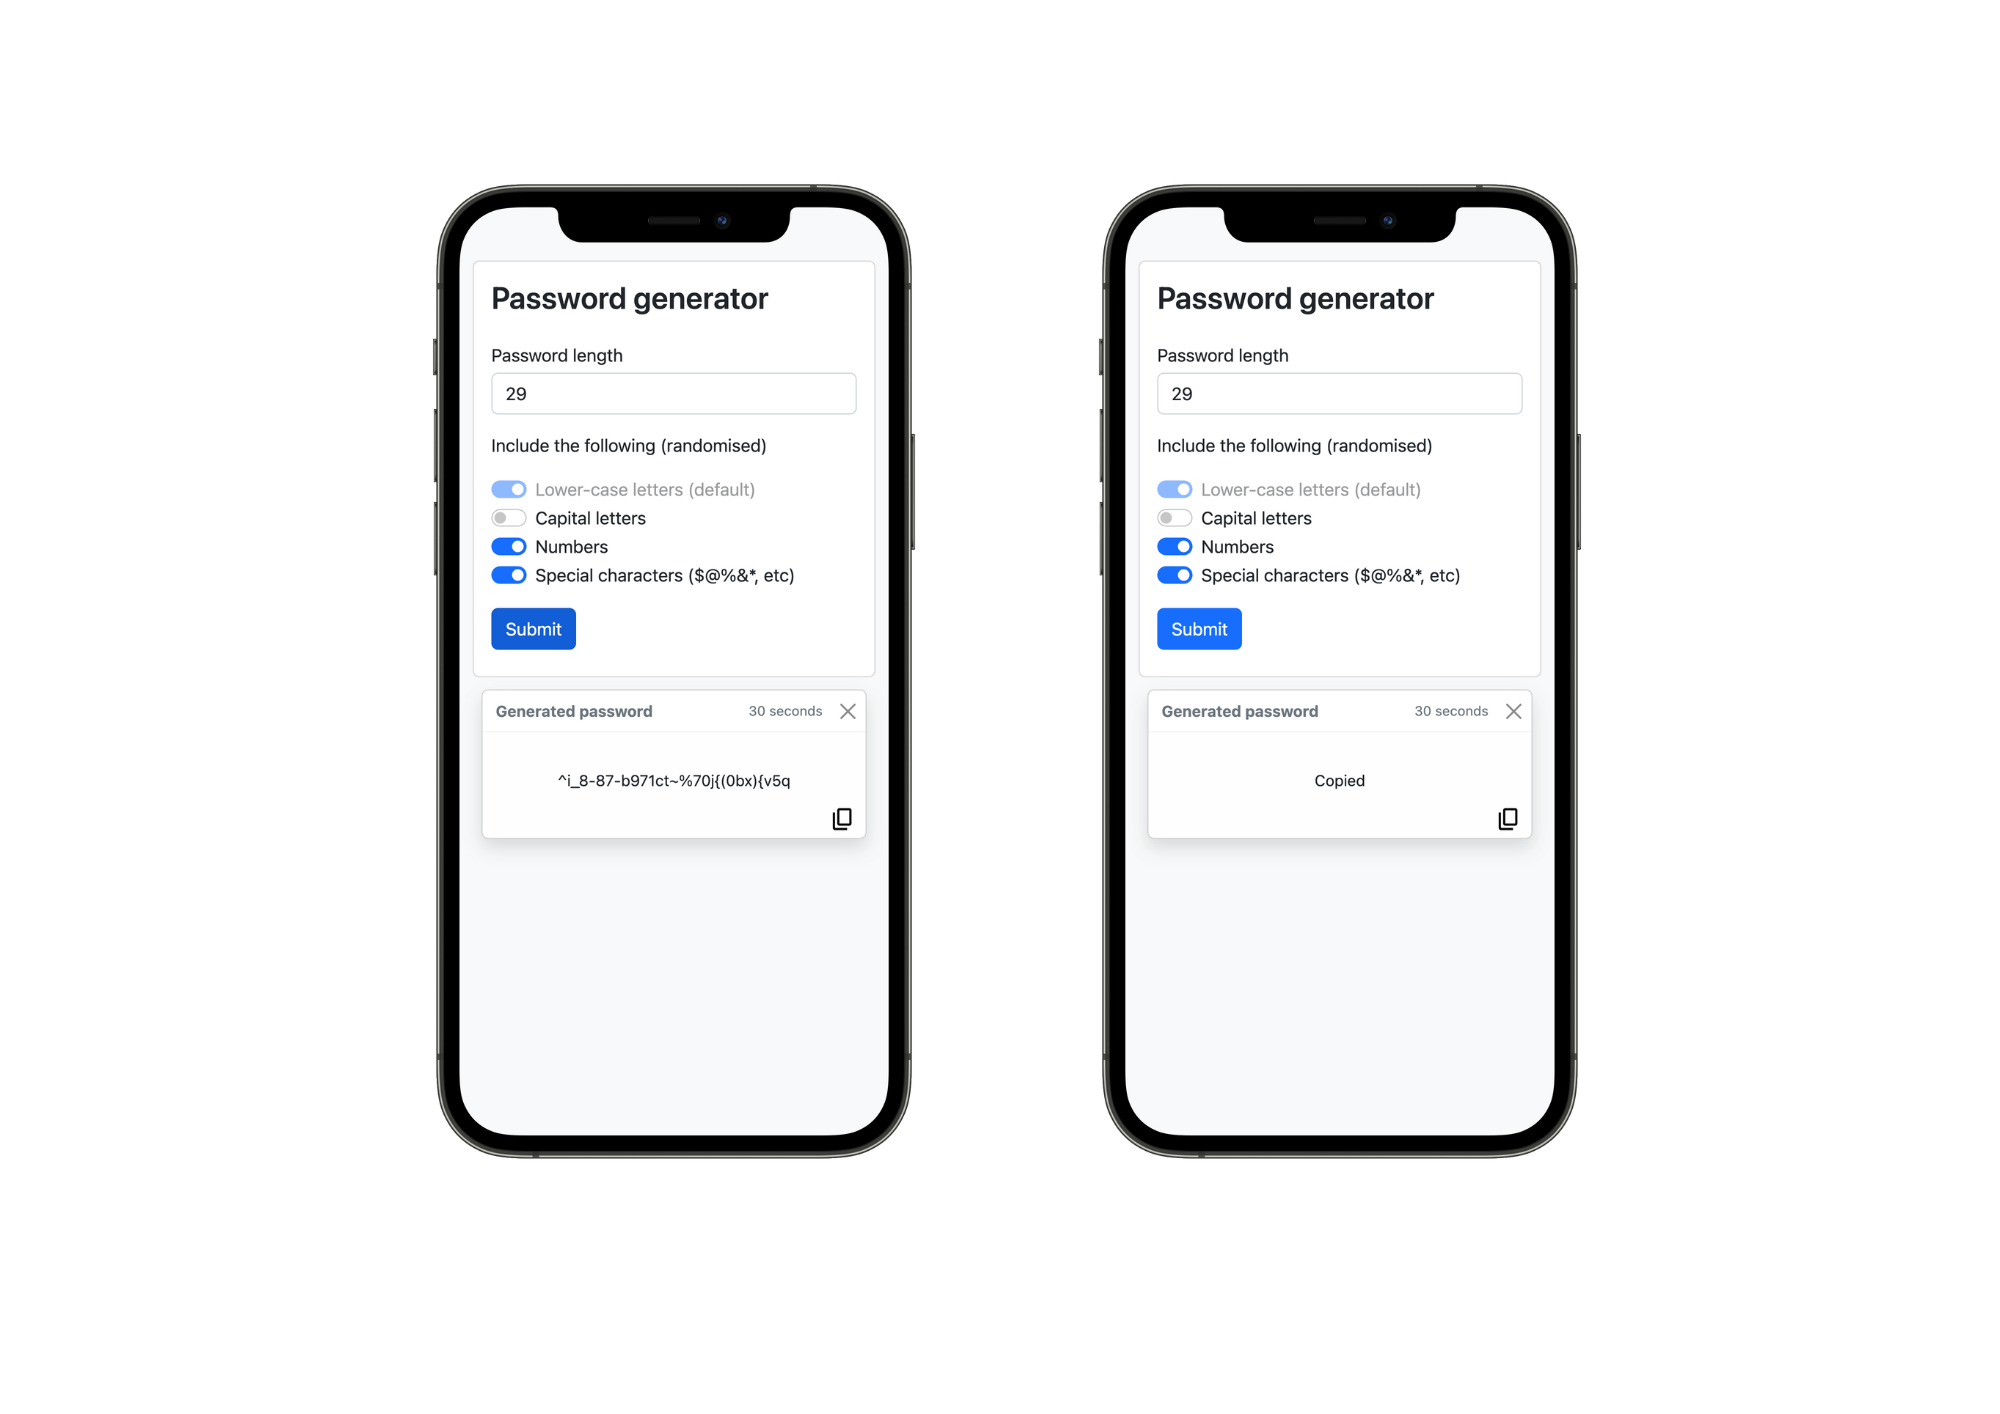 Password generator
Password length
29
Include the following (randomised)
Lower-case letters (default)
Capital letters
Numbers
Special characters ($@%&*, etc)
Submit
Generated password 30 seconds
^i_8-87-b971ct~%70j{(0bx){v5q
Password generator
Password length
29
Include the following (randomised)
Lower-case letters (default)
Capital letters
Numbers
Special characters ($@%&*, etc)
Submit
Generated password 30 seconds
Copied